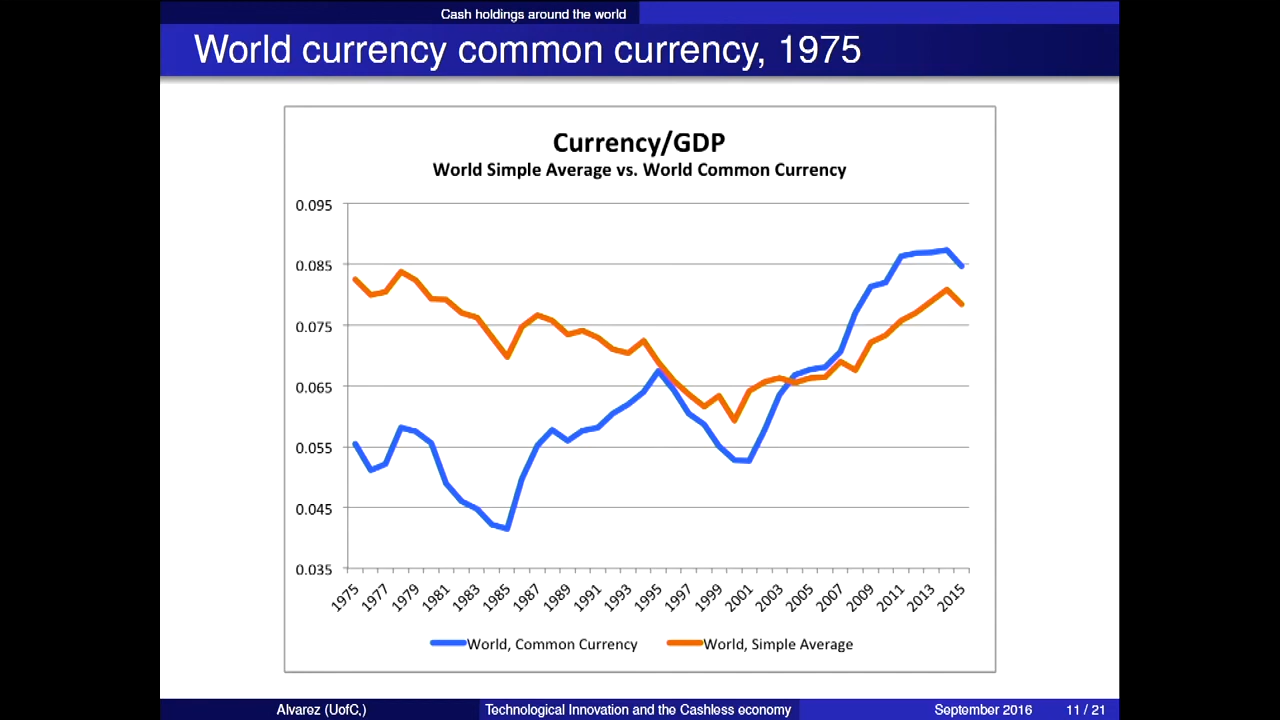 Cash holdings around the world
World currency common currency, 1975
Currency/GDP
World Simple Average vs. World Common Currency
0.095
0.085
0.075
0.065
0.055
0.045
0.035
1975 1977 1979 1981 1983 1985 1987 1989 1991 1993 1995 1997 1999 2001 2003 2005 2007 2009 2011 2013 2015
World, Common Currency World, Simple Average
Alvarez (UofC,) Technological Innovation and the Cashless economy September 2016 11 / 21